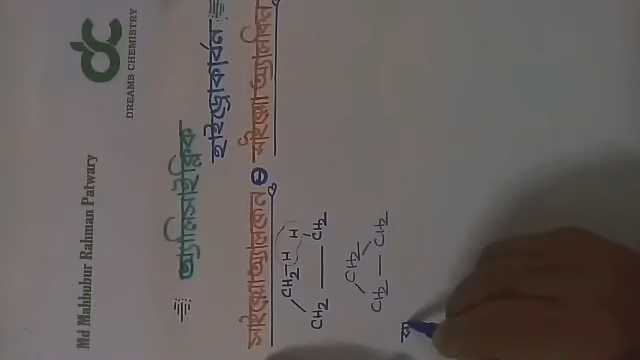 Md Mahbubur Rahman Patwary
DREAMS CHEMISTRY
অ্যালিসাইক্লিক
হাইড্রোকার্বন
সাইক্লো অ্যালকেন ও সাইক্লো অ্যালকিন
CH2-H H
CH2 — CH2
CH2
CH2 — CH2